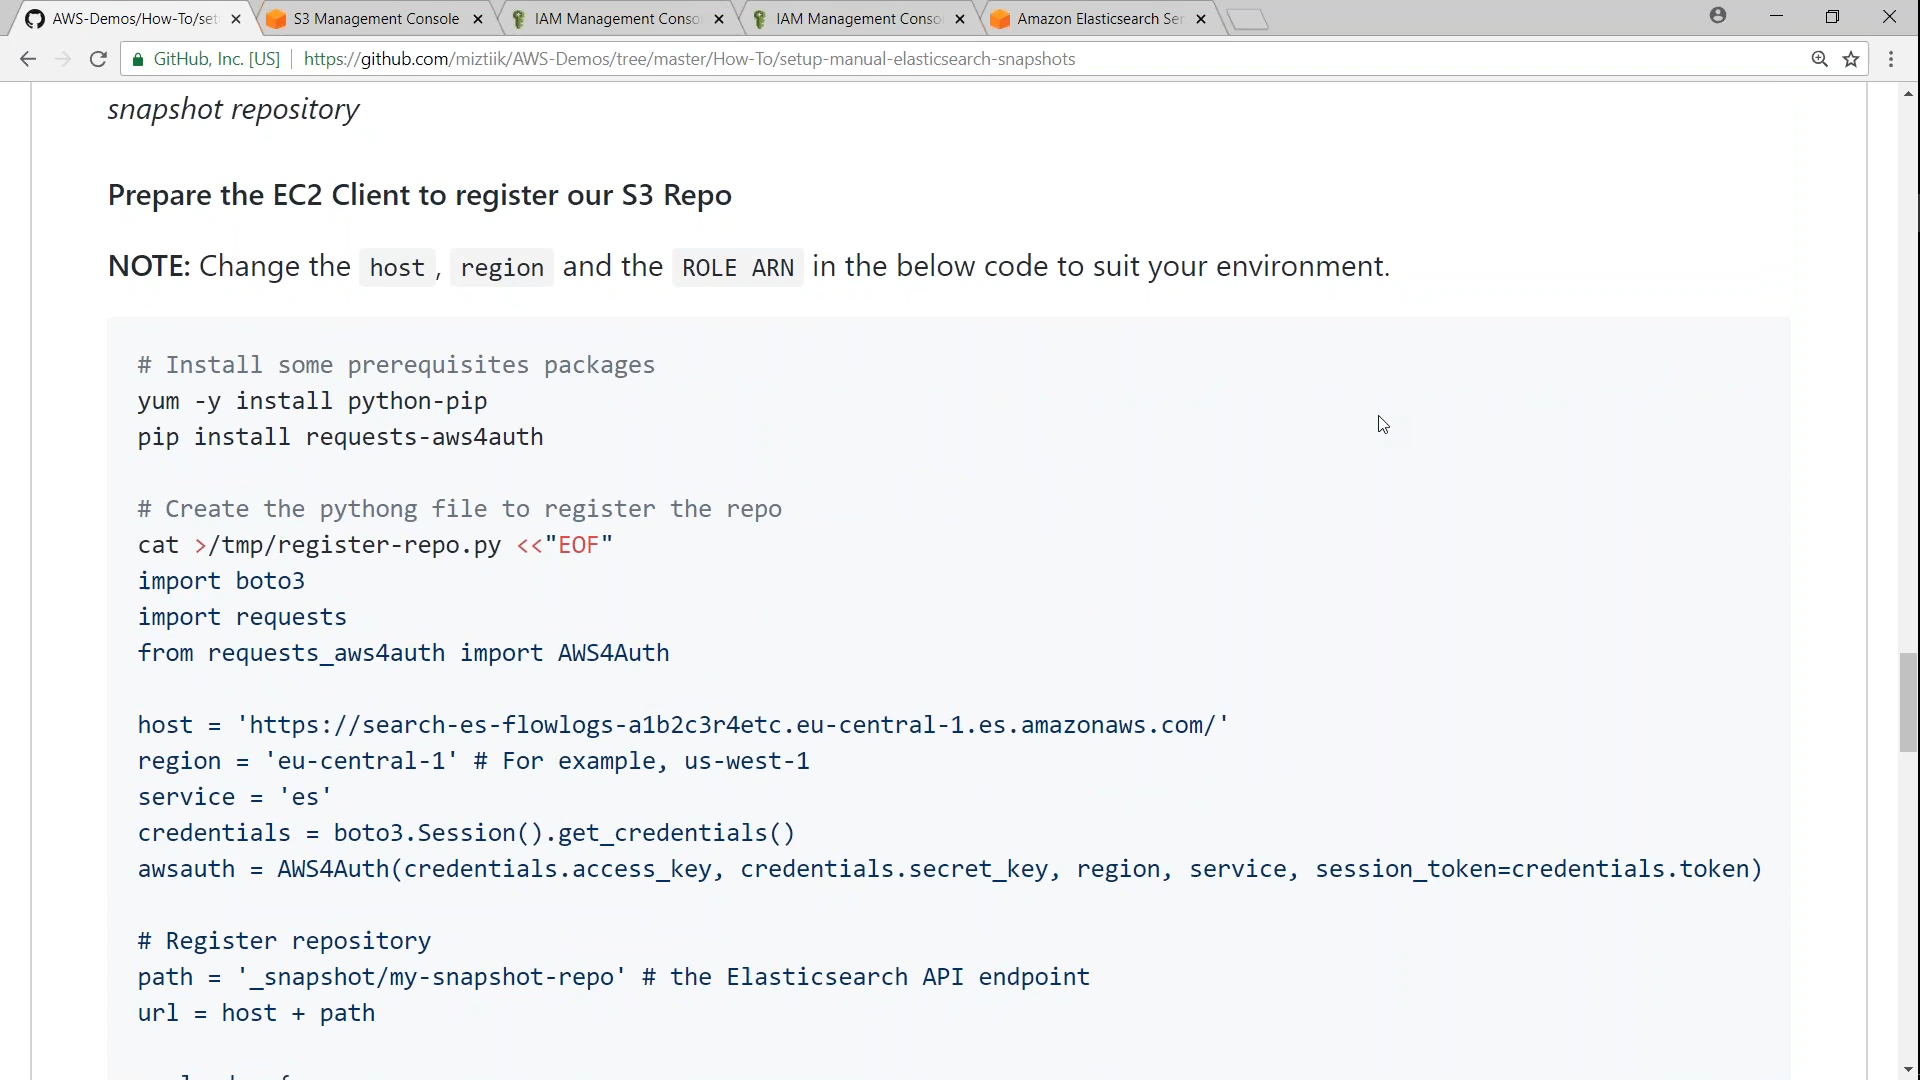 AWS-Demos/How-To/set
S3 Management Console
IAM Management Conso
IAM Management Conso
Amazon Elasticsearch Ser
GitHub, Inc. [US]
https://github.com/miztiik/AWS-Demos/tree/master/How-To/setup-manual-elasticsearch-snapshots
snapshot repository
Prepare the EC2 Client to register our S3 Repo
NOTE: Change the host, region and the ROLE ARN in the below code to suit your environment.
# Install some prerequisites packages
yum -y install python-pip
pip install requests-aws4auth
# Create the pythong file to register the repo
cat >/tmp/register-repo.py <<"EOF"
import boto3
import requests
from requests_aws4auth import AWS4Auth
host = 'https://search-es-flowlogs-a1b2c3r4etc.eu-central-1.es.amazonaws.com/'
region = 'eu-central-1' # For example, us-west-1
service = 'es'
credentials = boto3.Session().get_credentials()
awsauth = AWS4Auth(credentials.access_key, credentials.secret_key, region, service, session_token=credentials.token)
# Register repository
path = '_snapshot/my-snapshot-repo' # the Elasticsearch API endpoint
url = host + path